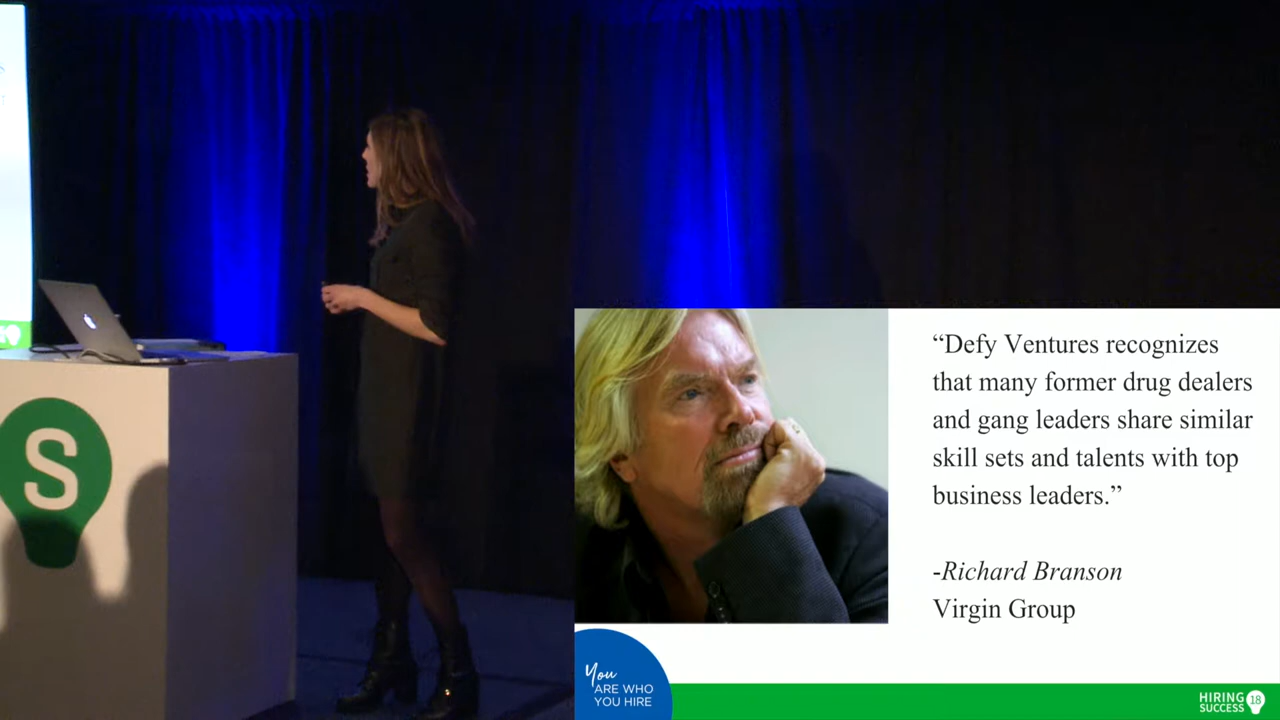 S
“Defy Ventures recognizes
that many former drug dealers
and gang leaders share similar
skill sets and talents with top
business leaders.”
-Richard Branson
Virgin Group
You
ARE WHO
YOU HIRE
HIRING
SUCCESS 18